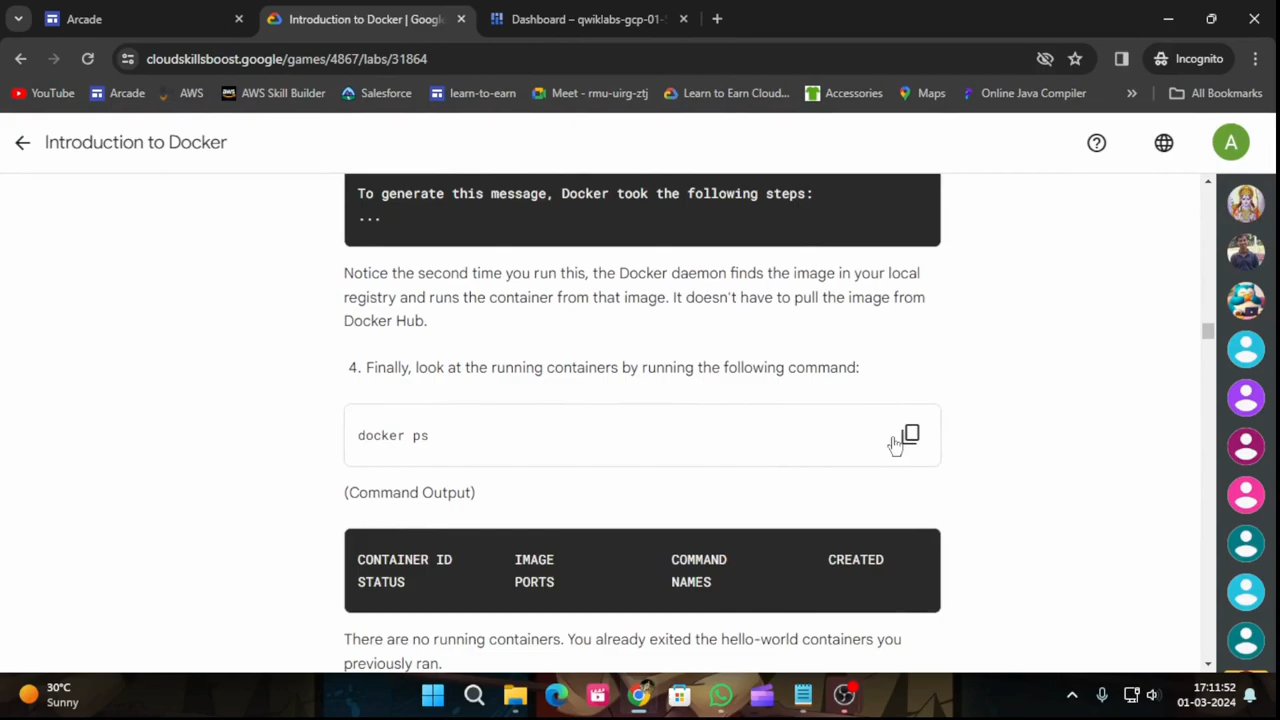 Arcade
Introduction to Docker | Google
Dashboard – qwiklabs-gcp-01-
cloudskillsboost.google/games/4867/labs/31864
Incognito
YouTube
Arcade
AWS
AWS Skill Builder
Salesforce
learn-to-earn
Meet - rmu-uirg-ztj
Learn to Earn Cloud...
Accessories
Maps
Online Java Compiler
All Bookmarks
Introduction to Docker
A
To generate this message, Docker took the following steps:
...
Notice the second time you run this, the Docker daemon finds the image in your local
registry and runs the container from that image. It doesn't have to pull the image from
Docker Hub.
4. Finally, look at the running containers by running the following command:
docker ps
(Command Output)
CONTAINER ID IMAGE COMMAND CREATED
STATUS PORTS NAMES
There are no running containers. You already exited the hello-world containers you
previously ran.
30°C
Sunny
17:11:52
01-03-2024